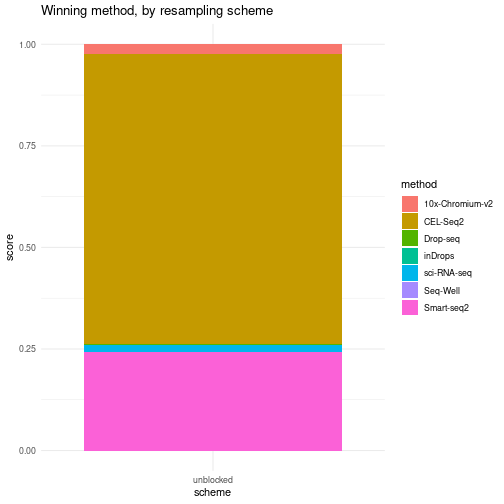 Winning method, by resampling scheme
1.00
0.75
0.50
0.25
0.00
score
unblocked
scheme
method
10x-Chromium-v2
CEL-Seq2
Drop-seq
inDrops
sci-RNA-seq
Seq-Well
Smart-seq2